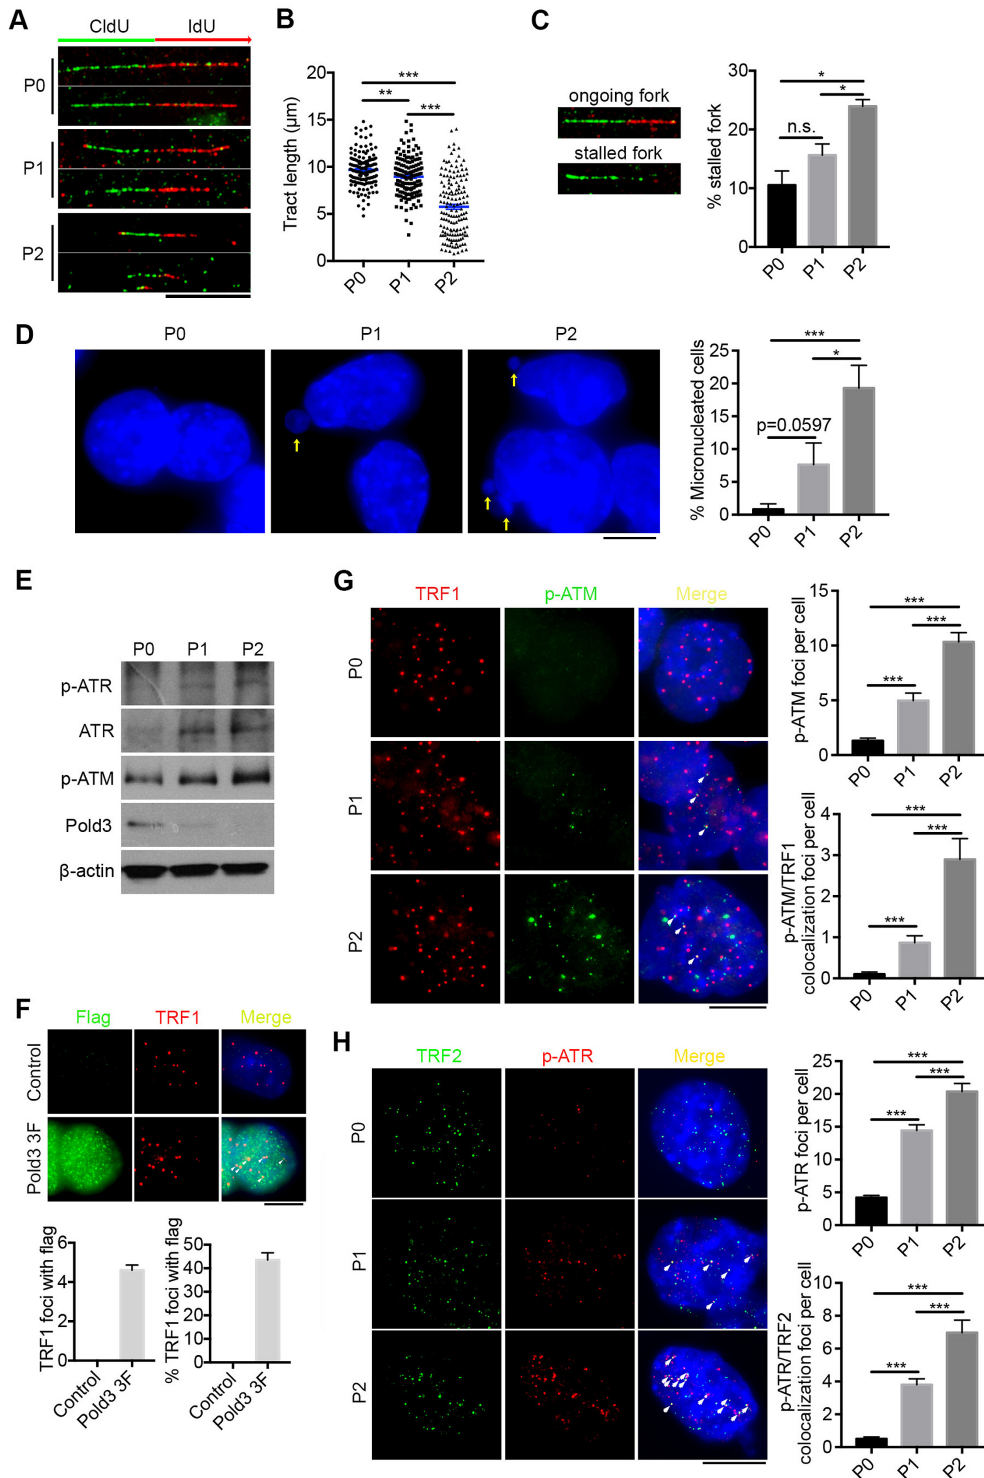 A
CldU IdU
P0
P1
P2
B
Tract length (µm)
20
15
10
5
0
***
** ***
P0 P1 P2
C
ongoing fork
stalled fork
% stalled fork
30
20
10
0
*
*
n.s.
P0 P1 P2
D
P0 P1 P2
% Micronucleated cells
25
20
15
10
5
0
***
*
p=0.0597
P0 P1 P2
E
P0 P1 P2
p-ATR
ATR
p-ATM
Pold3
β-actin
F
Flag TRF1 Merge
Control
Pold3 3F
TRF1 foci with flag
6
4
2
0
Control Pold3 3F
% TRF1 foci with flag
50
40
30
20
10
0
Control Pold3 3F
G
TRF1 p-ATM Merge
P0
P1
P2
p-ATM foci per cell
15
10
5
0
***
***
***
P0 P1 P2
p-ATM/TRF1
colocalization foci per cell
4
3
2
1
0
***
***
***
P0 P1 P2
H
TRF2 p-ATR Merge
P0
P1
P2
p-ATR foci per cell
25
20
15
10
5
0
***
***
***
P0 P1 P2
p-ATR/TRF2
colocalization foci per cell
8
6
4
2
0
***
***
***
P0 P1 P2